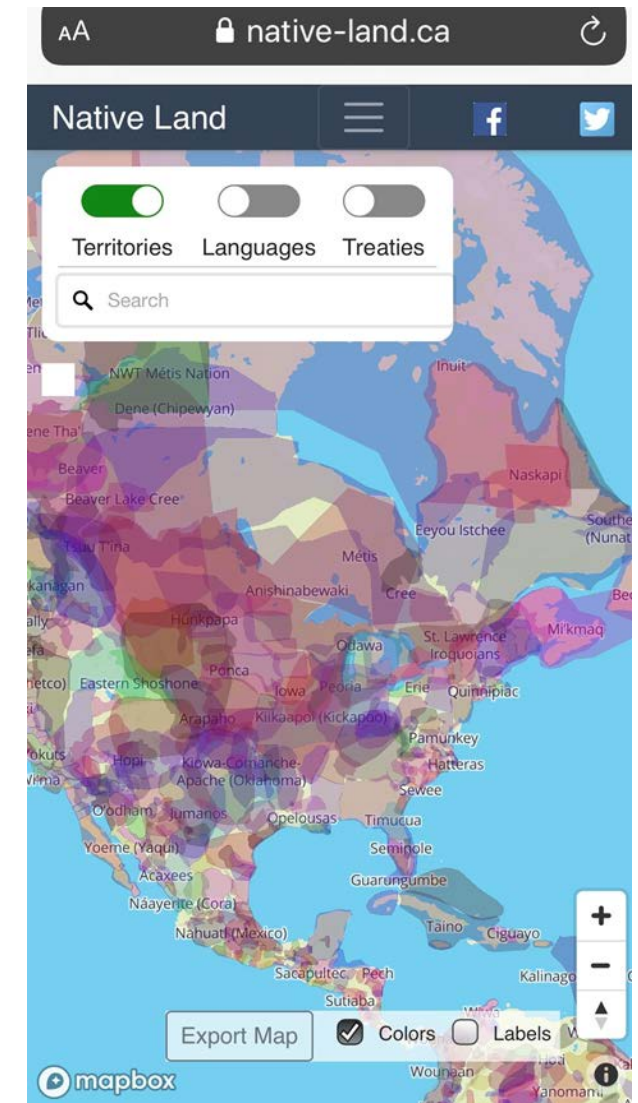 AA native-land.ca
Native Land
Territories Languages Treaties
Search
NWT Métis Nation
Inuit
Dene (Chipewyan)
Beaver
Naskapi
Beaver Lake Cree
Eeyou Istchee
Tsuu T'ina
Métis
Anishinabewaki
Cree
Húŋkpapa
Mi'kmaq
St. Lawrence
Iroquoians
Odawa
Ponca
Eastern Shoshone
Iowa
Peoria
Erie
Quinnipiac
Arapaho
Kiikaapoi (Kickapoo)
Pamunkey
Hopi
Kiowa-Comanche-
Apache (Oklahoma)
Hatteras
Sewee
O'odham
Jumanos
Opelousas
Timucua
Yoeme (Yaqui)
Seminole
Acaxees
Guarungumbe
Náayerite (Cora)
Taino
Ciguayo
Nahuatl (Mexico)
Sacapultec
Pech
Kalinago
Sutiaba
Wiwa
Export Map Colors Labels
Wounaan
Hoti
Yanomami
mapbox